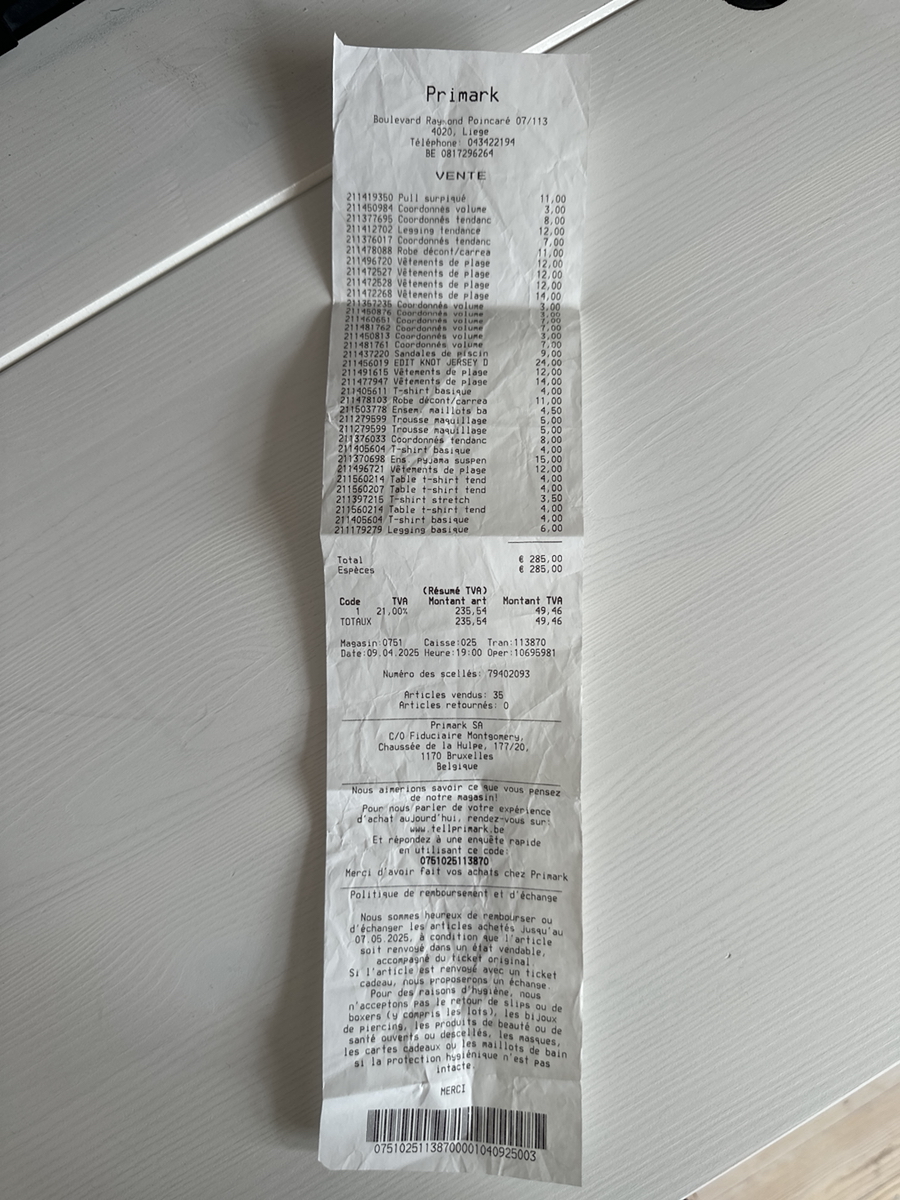 Primark
Boulevard Raymond Poincaré 07/113
4020, Liege
Téléphone: 043422194
BE 0817296264
VENTE
211419350 Pull surpiqué 11,00
211450984 Coordonnés volume 3,00
211377695 Coordonnés tendanc 8,00
211412702 Legging tendance 12,00
211376017 Coordonnés tendanc 7,00
211478088 Robe décont/carrea 11,00
211496720 Vêtements de plage 12,00
211472527 Vêtements de plage 12,00
211472528 Vêtements de plage 12,00
211472268 Vêtements de plage 14,00
211367235 Coordonnés volume 3,00
211450876 Coordonnés volume 3,00
211460651 Coordonnés volume 7,00
211481762 Coordonnés volume 7,00
211450813 Coordonnés volume 3,00
211481761 Coordonnés volume 7,00
211437220 Sandales de piscin 9,00
211456019 EDIT KNOT JERSEY D 24,00
211491615 Vêtements de plage 12,00
211477947 Vêtements de plage 14,00
211405611 T-shirt basique 4,00
211478103 Robe décont/carrea 11,00
211503778 Ensem. maillots ba 4,50
211279599 Trousse maquillage 5,00
211279599 Trousse maquillage 5,00
211376033 Coordonnés tendanc 8,00
211405604 T-shirt basique 4,00
211370698 Ens. pyjama suspen 15,00
211496721 Vêtements de plage 12,00
211560214 Table t-shirt tend 4,00
211560207 Table t-shirt tend 4,00
211397215 T-shirt stretch 3,50
211560214 Table t-shirt tend 4,00
211405604 T-shirt basique 4,00
211179279 Legging basique 6,00
Total € 285,00
Espèces € 285,00
(Résumé TVA)
Code TVA Montant art Montant TVA
1 21,00% 235,54 49,46
TOTAUX 235,54 49,46
Magasin:0751 Caisse:025 Tran:113870
Date:09.04.2025 Heure:19:00 Oper:10695981
Numéro des scellés: 79402093
Articles vendus: 35
Articles retournés: 0
Primark SA
C/O Fiduciaire Montgomery,
Chaussée de la Hulpe, 177/20,
1170 Bruxelles
Belgique
Nous aimerions savoir ce que vous pensez
de notre magasin!
Pour nous parler de votre expérience
d'achat aujourd'hui, rendez-vous sur:
www.tellprimark.be
Et répondez à une enquête rapide
en utilisant ce code:
0751025113870
Merci d'avoir fait vos achats chez Primark
Politique de remboursement et d'échange
Nous sommes heureux de rembourser ou
d'échanger les articles achetés jusqu'au
07.05.2025, à condition que l'article
soit renvoyé dans un état vendable,
accompagné du ticket original
Si l'article est renvoyé avec un ticket
cadeau, nous proposerons un échange.
Pour des raisons d'hygiène, nous
n'acceptons pas le retour de slips ou de
boxers (y compris les lots), les bijoux
de piercing, les produits de beauté ou de
santé ouverts ou descellés, les masques,
les cartes cadeaux ou les maillots de bain
si la protection hygiénique n'est pas
intacte.
MERCI
07510251138700001040925003